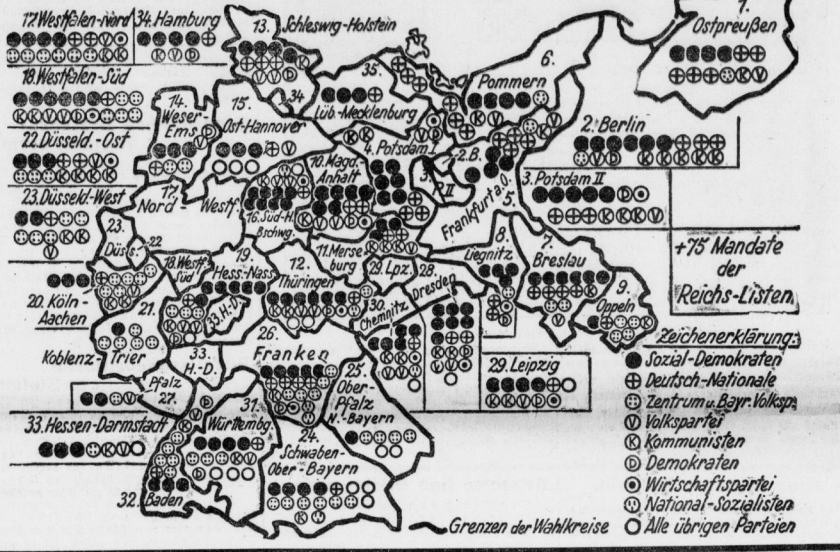 17. Westfalen-Nord
34. Hamburg
13. Schleswig-Holstein
1.
Ostpreußen
18. Westfalen-Süd
14.
Weser-
Ems
15.
Ost-Hannover
34
35.
Lüb.-Mecklenburg
6.
Pommern
22. Düsseld.-Ost
2. Berlin
4. Potsdam I
10. Magd.
Anhalt
2. B.
3. P. II
3. Potsdam II
23. Düsseld-West
17.
Nord-
Westf.
16. Süd-H.
Bschwg.
Frankfurt a. O.
5.
+75 Mandate
der
Reichs-Listen
23.
Düss.
22
18. Westf.
Süd
19.
Hess-Nass
12.
Thüringen
11. Merse
burg
29. Lpz.
28.
Dresden
8.
Liegnitz
7.
Breslau
9.
Oppeln
20. Köln-
Aachen
21.
Koblenz-
Trier
33. H-D.
30.
Chemnitz
26.
Franken
33.
H.-D.
Pfalz
27.
25.
Ober-
Pfalz
N.-Bayern
29. Leipzig
33. Hessen-Darmstadt
31.
Württembg.
24.
Schwaben-
Ober-Bayern
32. Baden
Zeichenerklärung:
Sozial-Demokraten
Deutsch-Nationale
Zentrum u. Bayr. Volksp.
V Volkspartei
K Kommunisten
D Demokraten
Wirtschaftspartei
National-Sozialisten
Alle übrigen Parteien
Grenzen der Wahlkreise